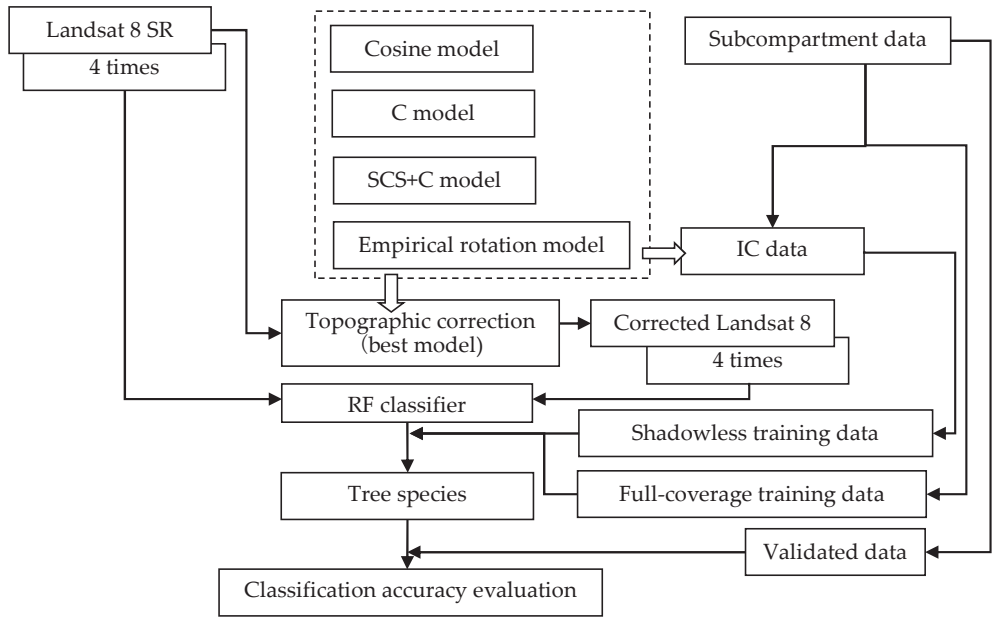 Landsat 8 SR
4 times
Cosine model
C model
SCS+C model
Empirical rotation model
Subcompartment data
IC data
Topographic correction
(best model)
Corrected Landsat 8
4 times
RF classifier
Shadowless training data
Tree species
Full-coverage training data
Validated data
Classification accuracy evaluation